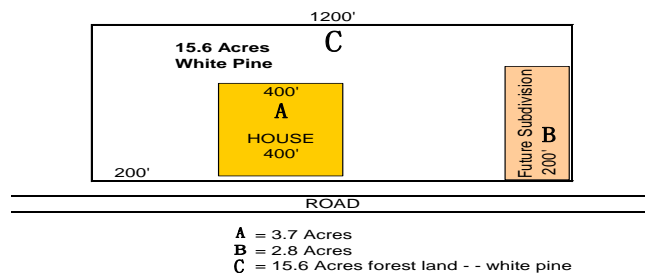 1200'
15.6 Acres
White Pine
C
400'
A
HOUSE
400'
Future Subdivision
200'
B
200'
ROAD
A = 3.7 Acres
B = 2.8 Acres
C = 15.6 Acres forest land - - white pine